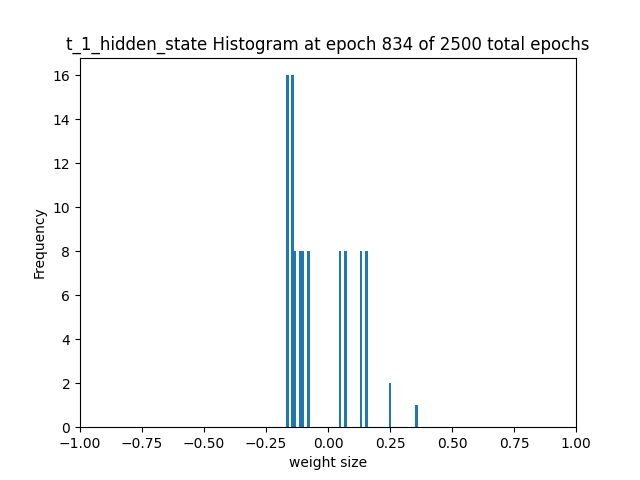 t_1_hidden_state Histogram at epoch 834 of 2500 total epochs
Frequency
16
14
12
10
8
6
4
2
0
−1.00 −0.75 −0.50 −0.25 0.00 0.25 0.50 0.75 1.00
weight size